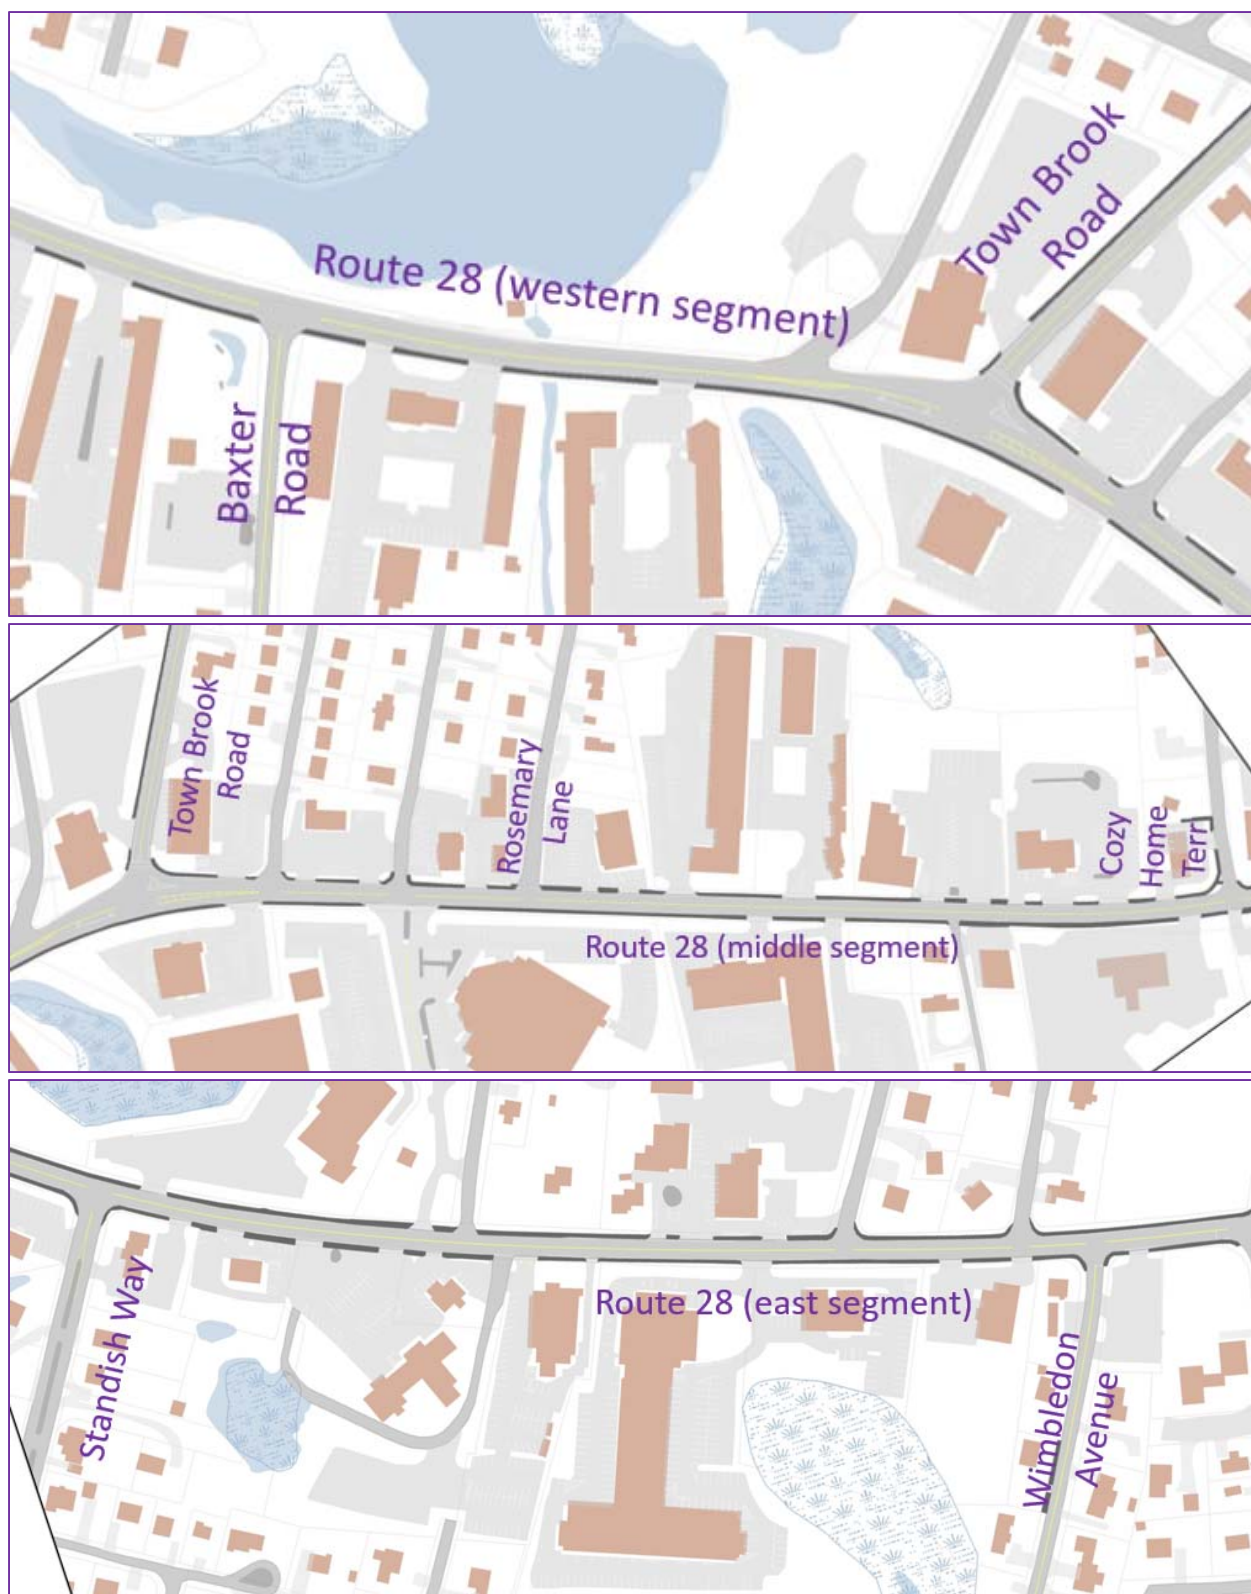 Town Brook
Road
Route 28 (western segment)
Baxter
Road
Town Brook
Road
Rosemary
Lane
Cozy
Home
Terr
Route 28 (middle segment)
Standish Way
Route 28 (east segment)
Wimbledon
Avenue